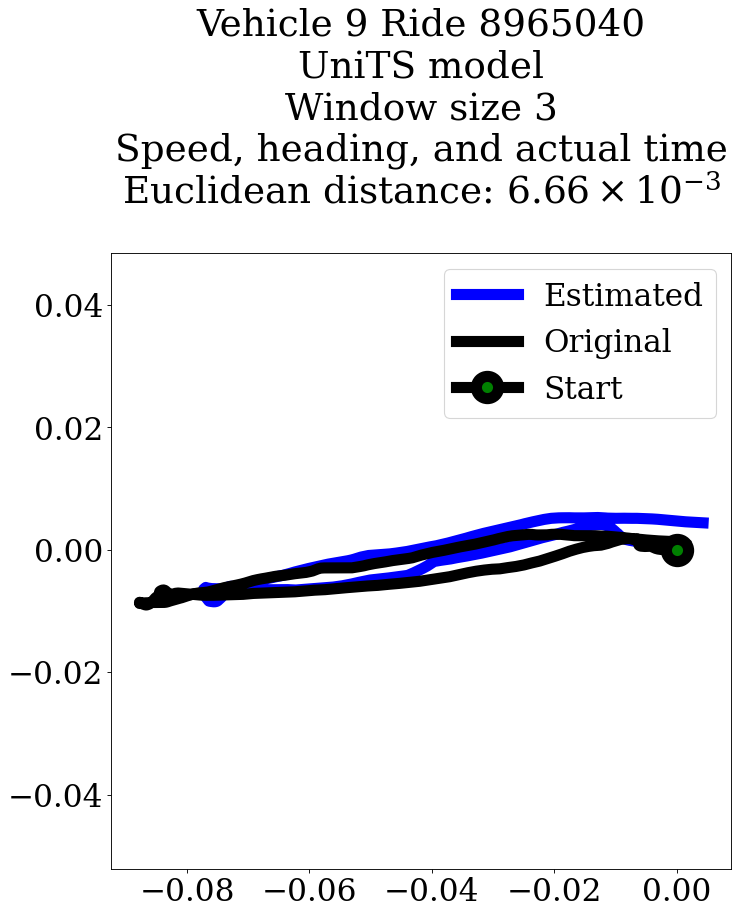 Vehicle 9 Ride 8965040
UniTS model
Window size 3
Speed, heading, and actual time
Euclidean distance: 6.66 × 10⁻³
Estimated
Original
Start
0.04
0.02
0.00
−0.02
−0.04
−0.08 −0.06 −0.04 −0.02 0.00